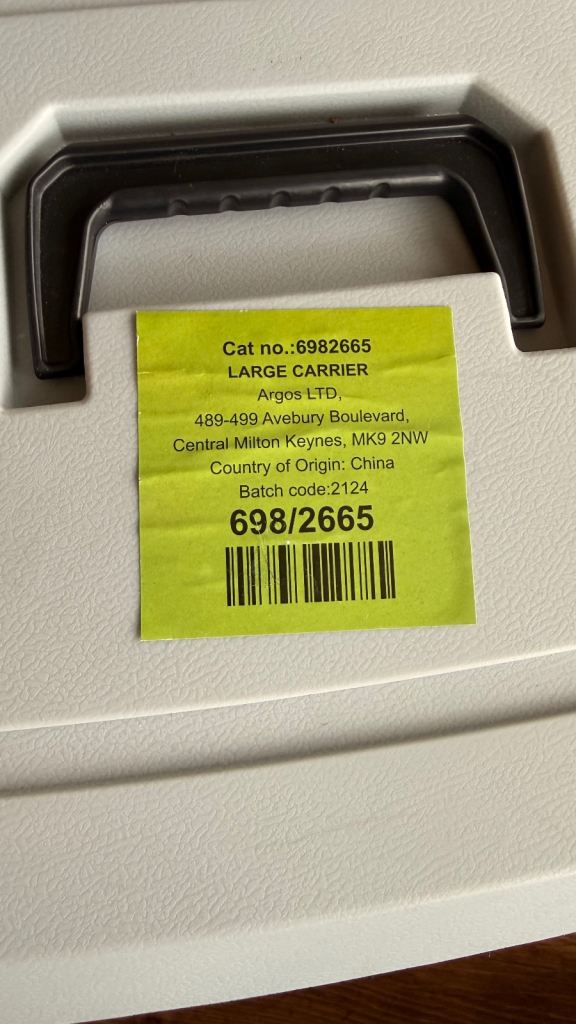 Cat no.:6982665
LARGE CARRIER
Argos LTD,
489-499 Avebury Boulevard,
Central Milton Keynes, MK9 2NW
Country of Origin: China
Batch code:2124
698/2665